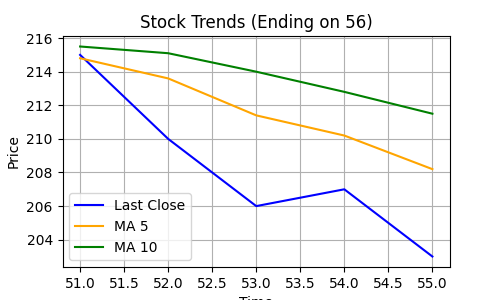 Stock Trends (Ending on 56)
216
214
212
210
208
206
204
Price
Last Close
MA 5
MA 10
51.0 51.5 52.0 52.5 53.0 53.5 54.0 54.5 55.0
Time